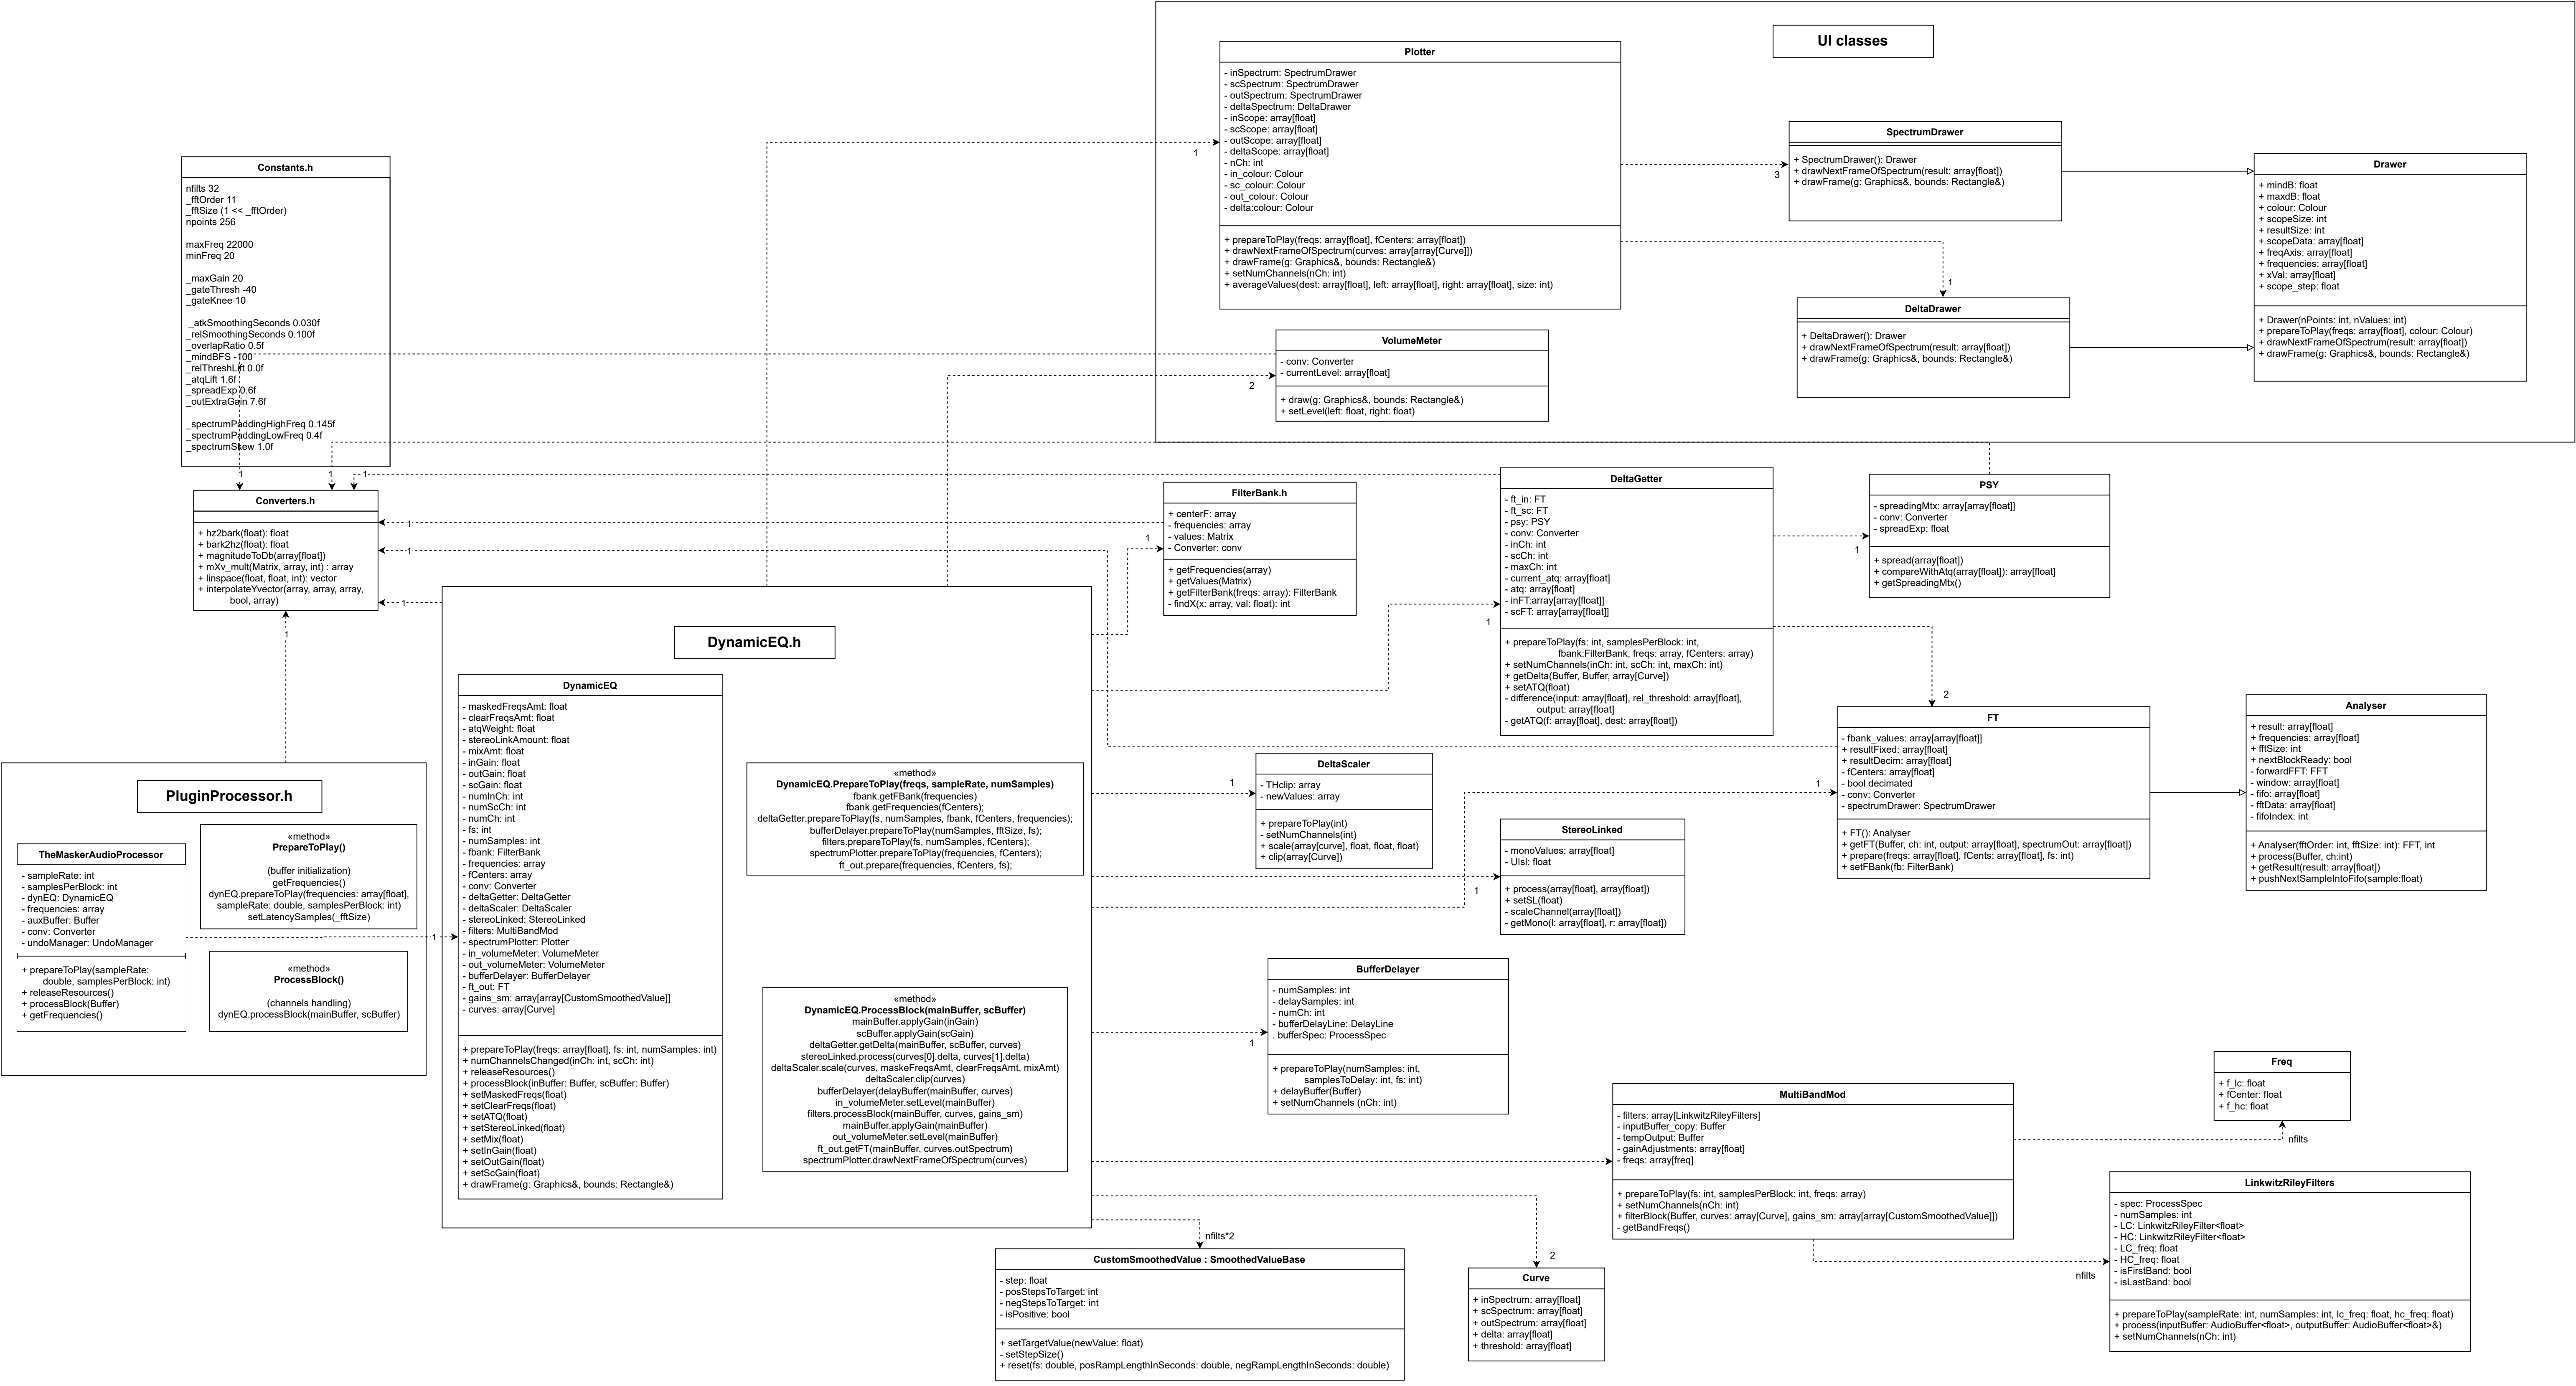 UI classes
Plotter
- inSpectrum: SpectrumDrawer
- scSpectrum: SpectrumDrawer
- outSpectrum: SpectrumDrawer
- deltaSpectrum: DeltaDrawer
- inScope: array[float]
- scScope: array[float]
- outScope: array[float]
- deltaScope: array[float]
- nCh: int
- in_colour: Colour
- sc_colour: Colour
- out_colour: Colour
- delta:colour: Colour
+ prepareToPlay(freqs: array[float], fCenters: array[float])
+ drawNextFrameOfSpectrum(curves: array[array[Curve]])
+ drawFrame(g: Graphics&, bounds: Rectangle&)
+ setNumChannels(nCh: int)
+ averageValues(dest: array[float], left: array[float], right: array[float], size: int)
1
SpectrumDrawer
+ SpectrumDrawer(): Drawer
+ drawNextFrameOfSpectrum(result: array[float])
+ drawFrame(g: Graphics&, bounds: Rectangle&)
3
Drawer
+ mindB: float
+ maxdB: float
+ colour: Colour
+ scopeSize: int
+ resultSize: int
+ scopeData: array[float]
+ freqAxis: array[float]
+ frequencies: array[float]
+ xVal: array[float]
+ scope_step: float
+ Drawer(nPoints: int, nValues: int)
+ prepareToPlay(freqs: array[float], colour: Colour)
+ drawNextFrameOfSpectrum(result: array[float])
+ drawFrame(g: Graphics&, bounds: Rectangle&)
1
DeltaDrawer
+ DeltaDrawer(): Drawer
+ drawNextFrameOfSpectrum(result: array[float])
+ drawFrame(g: Graphics&, bounds: Rectangle&)
VolumeMeter
- conv: Converter
- currentLevel: array[float]
+ draw(g: Graphics&, bounds: Rectangle&)
+ setLevel(left: float, right: float)
2
Constants.h
nfilts 32
_fftOrder 11
_fftSize (1 << _fftOrder)
npoints 256
maxFreq 22000
minFreq 20
_maxGain 20
_gateThresh -40
_gateKnee 10
_atkSmoothingSeconds 0.030f
_relSmoothingSeconds 0.100f
_overlapRatio 0.5f
_mindBFS -100
_relThreshLift 0.0f
_atqLift 1.6f
_spreadExp 0.6f
_outExtraGain 7.6f
_spectrumPaddingHighFreq 0.145f
_spectrumPaddingLowFreq 0.4f
_spectrumSkew 1.0f
1
1
1
Converters.h
+ hz2bark(float): float
+ bark2hz(float): float
+ magnitudeToDb(array[float])
+ mXv_mult(Matrix, array, int) : array
+ linspace(float, float, int): vector
+ interpolateYvector(array, array, array,
bool, array)
1
1
1
1
FilterBank.h
+ centerF: array
- frequencies: array
- values: Matrix
- Converter: conv
+ getFrequencies(array)
+ getValues(Matrix)
+ getFilterBank(freqs: array): FilterBank
- findX(x: array, val: float): int
1
DeltaGetter
- ft_in: FT
- ft_sc: FT
- psy: PSY
- conv: Converter
- inCh: int
- scCh: int
- maxCh: int
- current_atq: array[float]
- atq: array[float]
- inFT:array[array[float]]
- scFT: array[array[float]]
+ prepareToPlay(fs: int, samplesPerBlock: int,
fbank:FilterBank, freqs: array, fCenters: array)
+ setNumChannels(inCh: int, scCh: int, maxCh: int)
+ getDelta(Buffer, Buffer, array[Curve])
+ setATQ(float)
- difference(input: array[float], rel_threshold: array[float],
output: array[float]
- getATQ(f: array[float], dest: array[float])
1
PSY
- spreadingMtx: array[array[float]]
- conv: Converter
- spreadExp: float
+ spread(array[float])
+ compareWithAtq(array[float]): array[float]
+ getSpreadingMtx()
1
2
FT
- fbank_values: array[array[float]]
+ resultFixed: array[float]
+ resultDecim: array[float]
- fCenters: array[float]
- bool decimated
- conv: Converter
- spectrumDrawer: SpectrumDrawer
+ FT(): Analyser
+ getFT(Buffer, ch: int, output: array[float], spectrumOut: array[float])
+ prepare(freqs: array[float], fCents: array[float], fs: int)
+ setFBank(fb: FilterBank)
1
Analyser
+ result: array[float]
+ frequencies: array[float]
+ fftSize: int
+ nextBlockReady: bool
- forwardFFT: FFT
- window: array[float]
- fifo: array[float]
- fftData: array[float]
- fifoIndex: int
+ Analyser(fftOrder: int, fftSize: int): FFT, int
+ process(Buffer, ch:int)
+ getResult(result: array[float])
+ pushNextSampleIntoFifo(sample:float)
DynamicEQ.h
DynamicEQ
- maskedFreqsAmt: float
- clearFreqsAmt: float
- atqWeight: float
- stereoLinkAmount: float
- mixAmt: float
- inGain: float
- outGain: float
- scGain: float
- numInCh: int
- numScCh: int
- numCh: int
- fs: int
- numSamples: int
- fbank: FilterBank
- frequencies: array
- fCenters: array
- conv: Converter
- deltaGetter: DeltaGetter
- deltaScaler: DeltaScaler
- stereoLinked: StereoLinked
- filters: MultiBandMod
- spectrumPlotter: Plotter
- in_volumeMeter: VolumeMeter
- out_volumeMeter: VolumeMeter
- bufferDelayer: BufferDelayer
- ft_out: FT
- gains_sm: array[array[CustomSmoothedValue]]
- curves: array[Curve]
+ prepareToPlay(freqs: array[float], fs: int, numSamples: int)
+ numChannelsChanged(inCh: int, scCh: int)
+ releaseResources()
+ processBlock(inBuffer: Buffer, scBuffer: Buffer)
+ setMaskedFreqs(float)
+ setClearFreqs(float)
+ setATQ(float)
+ setStereoLinked(float)
+ setMix(float)
+ setInGain(float)
+ setOutGain(float)
+ setScGain(float)
+ drawFrame(g: Graphics&, bounds: Rectangle&)
«method»
DynamicEQ.PrepareToPlay(freqs, sampleRate, numSamples)
fbank.getFBank(frequencies)
fbank.getFrequencies(fCenters);
deltaGetter.prepareToPlay(fs, numSamples, fbank, fCenters, frequencies);
bufferDelayer.prepareToPlay(numSamples, fftSize, fs);
filters.prepareToPlay(fs, numSamples, fCenters);
spectrumPlotter.prepareToPlay(frequencies, fCenters);
ft_out.prepare(frequencies, fCenters, fs);
«method»
DynamicEQ.ProcessBlock(mainBuffer, scBuffer)
mainBuffer.applyGain(inGain)
scBuffer.applyGain(scGain)
deltaGetter.getDelta(mainBuffer, scBuffer, curves)
stereoLinked.process(curves[0].delta, curves[1].delta)
deltaScaler.scale(curves, maskeFreqsAmt, clearFreqsAmt, mixAmt)
deltaScaler.clip(curves)
bufferDelayer(delayBuffer(mainBuffer, curves)
in_volumeMeter.setLevel(mainBuffer)
filters.processBlock(mainBuffer, curves, gains_sm)
mainBuffer.applyGain(mainBuffer)
out_volumeMeter.setLevel(mainBuffer)
ft_out.getFT(mainBuffer, curves.outSpectrum)
spectrumPlotter.drawNextFrameOfSpectrum(curves)
PluginProcessor.h
TheMaskerAudioProcessor
- sampleRate: int
- samplesPerBlock: int
- dynEQ: DynamicEQ
- frequencies: array
- auxBuffer: Buffer
- conv: Converter
- undoManager: UndoManager
+ prepareToPlay(sampleRate:
double, samplesPerBlock: int)
+ releaseResources()
+ processBlock(Buffer)
+ getFrequencies()
«method»
PrepareToPlay()
(buffer initialization)
getFrequencies()
dynEQ.prepareToPlay(frequencies: array[float],
sampleRate: double, samplesPerBlock: int)
setLatencySamples(_fftSize)
«method»
ProcessBlock()
(channels handling)
dynEQ.processBlock(mainBuffer, scBuffer)
1
DeltaScaler
- THclip: array
- newValues: array
+ prepareToPlay(int)
- setNumChannels(int)
+ scale(array[curve], float, float, float)
+ clip(array[Curve])
1
StereoLinked
- monoValues: array[float]
- UIsl: float
+ process(array[float], array[float])
+ setSL(float)
- scaleChannel(array[float])
- getMono(l: array[float], r: array[float])
1
BufferDelayer
- numSamples: int
- delaySamples: int
- numCh: int
- bufferDelayLine: DelayLine
. bufferSpec: ProcessSpec
+ prepareToPlay(numSamples: int,
samplesToDelay: int, fs: int)
+ delayBuffer(Buffer)
+ setNumChannels (nCh: int)
1
MultiBandMod
- filters: array[LinkwitzRileyFilters]
- inputBuffer_copy: Buffer
- tempOutput: Buffer
- gainAdjustments: array[float]
- freqs: array[freq]
+ prepareToPlay(fs: int, samplesPerBlock: int, freqs: array)
+ setNumChannels(nCh: int)
+ filterBlock(Buffer, curves: array[Curve], gains_sm: array[array[CustomSmoothedValue]])
- getBandFreqs()
Freq
+ f_lc: float
+ fCenter: float
+ f_hc: float
nfilts
LinkwitzRileyFilters
- spec: ProcessSpec
- numSamples: int
- LC: LinkwitzRileyFilter<float>
- HC: LinkwitzRileyFilter<float>
- LC_freq: float
- HC_freq: float
- isFirstBand: bool
- isLastBand: bool
+ prepareToPlay(sampleRate: int, numSamples: int, lc_freq: float, hc_freq: float)
+ process(inputBuffer: AudioBuffer<float>, outputBuffer: AudioBuffer<float>&)
+ setNumChannels(nCh: int)
nfilts
nfilts*2
CustomSmoothedValue : SmoothedValueBase
- step: float
- posStepsToTarget: int
- negStepsToTarget: int
- isPositive: bool
+ setTargetValue(newValue: float)
- setStepSize()
+ reset(fs: double, posRampLengthInSeconds: double, negRampLengthInSeconds: double)
2
Curve
+ inSpectrum: array[float]
+ scSpectrum: array[float]
+ outSpectrum: array[float]
+ delta: array[float]
+ threshold: array[float]